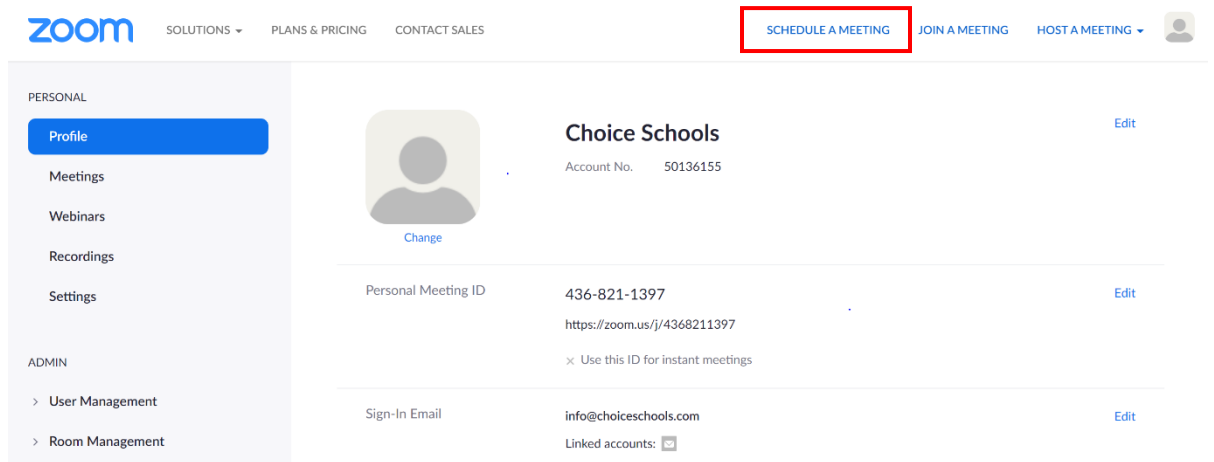 zoom SOLUTIONS PLANS & PRICING CONTACT SALES SCHEDULE A MEETING JOIN A MEETING HOST A MEETING
PERSONAL
Profile
Meetings
Webinars
Recordings
Settings
ADMIN
User Management
Room Management
Choice Schools Edit
Account No. 50136155
Change
Personal Meeting ID 436-821-1397 Edit
https://zoom.us/j/4368211397
× Use this ID for instant meetings
Sign-In Email info@choiceschools.com Edit
Linked accounts: